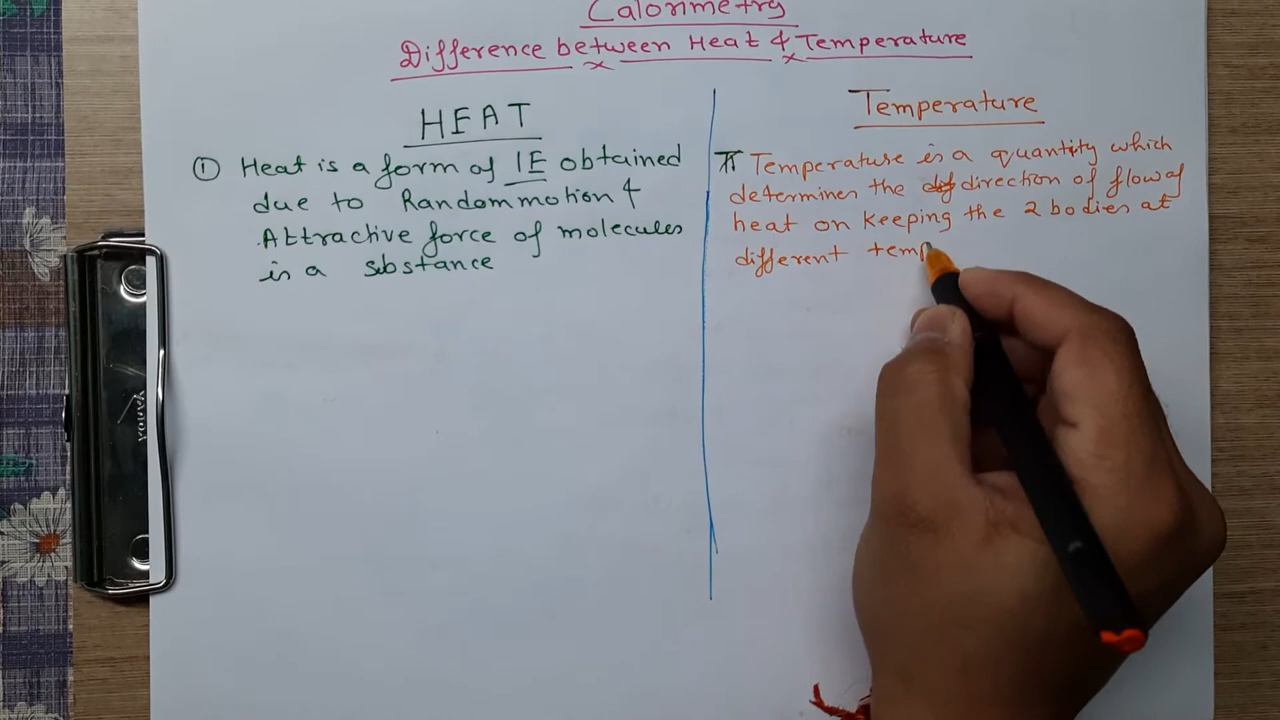 Calorimetry
Difference between Heat & Temperature
HEAT
① Heat is a form of IE obtained
due to Random motion &
Attractive force of molecules
is a substance
Temperature
Temperature is a quantity which
determines the direction of flow of
heat on keeping the 2 bodies at
different temp